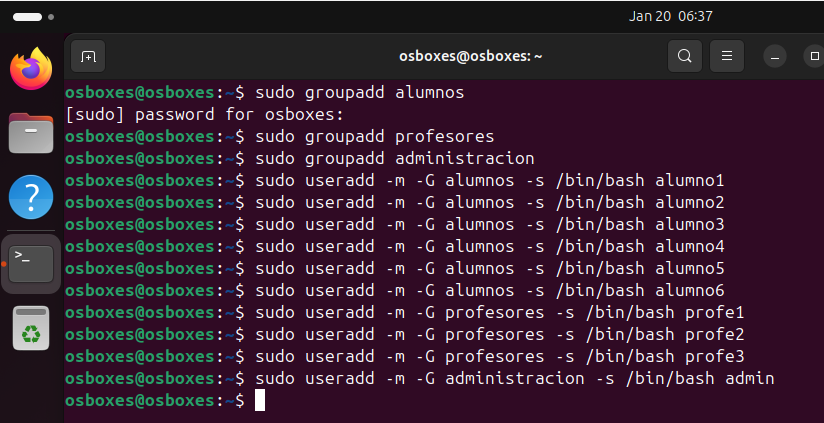 Jan 20 06:37
osboxes@osboxes: ~
osboxes@osboxes:~$ sudo groupadd alumnos
[sudo] password for osboxes:
osboxes@osboxes:~$ sudo groupadd profesores
osboxes@osboxes:~$ sudo groupadd administracion
osboxes@osboxes:~$ sudo useradd -m -G alumnos -s /bin/bash alumno1
osboxes@osboxes:~$ sudo useradd -m -G alumnos -s /bin/bash alumno2
osboxes@osboxes:~$ sudo useradd -m -G alumnos -s /bin/bash alumno3
osboxes@osboxes:~$ sudo useradd -m -G alumnos -s /bin/bash alumno4
osboxes@osboxes:~$ sudo useradd -m -G alumnos -s /bin/bash alumno5
osboxes@osboxes:~$ sudo useradd -m -G alumnos -s /bin/bash alumno6
osboxes@osboxes:~$ sudo useradd -m -G profesores -s /bin/bash profe1
osboxes@osboxes:~$ sudo useradd -m -G profesores -s /bin/bash profe2
osboxes@osboxes:~$ sudo useradd -m -G profesores -s /bin/bash profe3
osboxes@osboxes:~$ sudo useradd -m -G administracion -s /bin/bash admin
osboxes@osboxes:~$